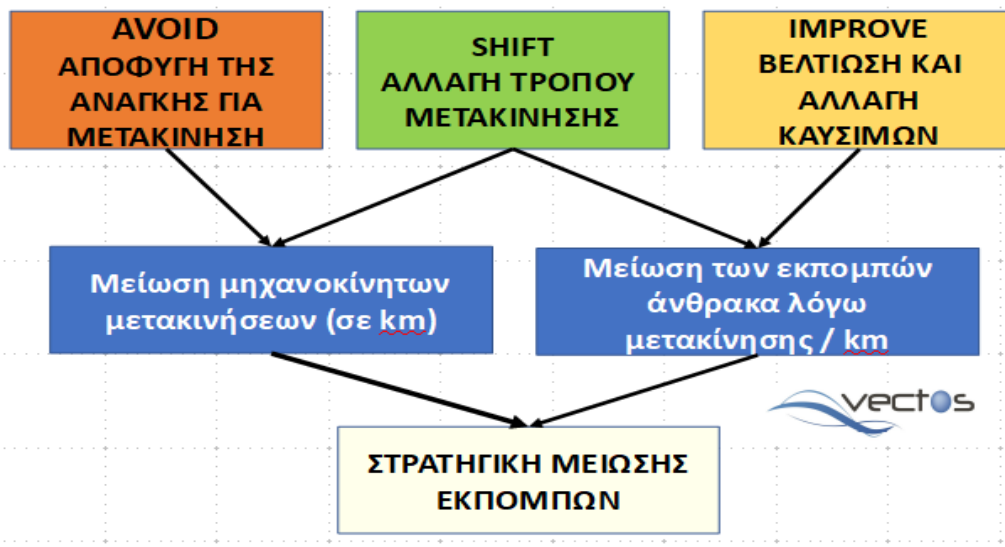 AVOID
ΑΠΟΦΥΓΗ ΤΗΣ
ΑΝΑΓΚΗΣ ΓΙΑ
ΜΕΤΑΚΙΝΗΣΗ
SHIFT
ΑΛΛΑΓΗ ΤΡΟΠΟΥ
ΜΕΤΑΚΙΝΗΣΗΣ
IMPROVE
ΒΕΛΤΙΩΣΗ ΚΑΙ
ΑΛΛΑΓΗ
ΚΑΥΣΙΜΩΝ
Μείωση μηχανοκίνητων
μετακινήσεων (σε km)
Μείωση των εκπομπών
άνθρακα λόγω
μετακίνησης / km
vectos
ΣΤΡΑΤΗΓΙΚΗ ΜΕΙΩΣΗΣ
ΕΚΠΟΜΠΩΝ